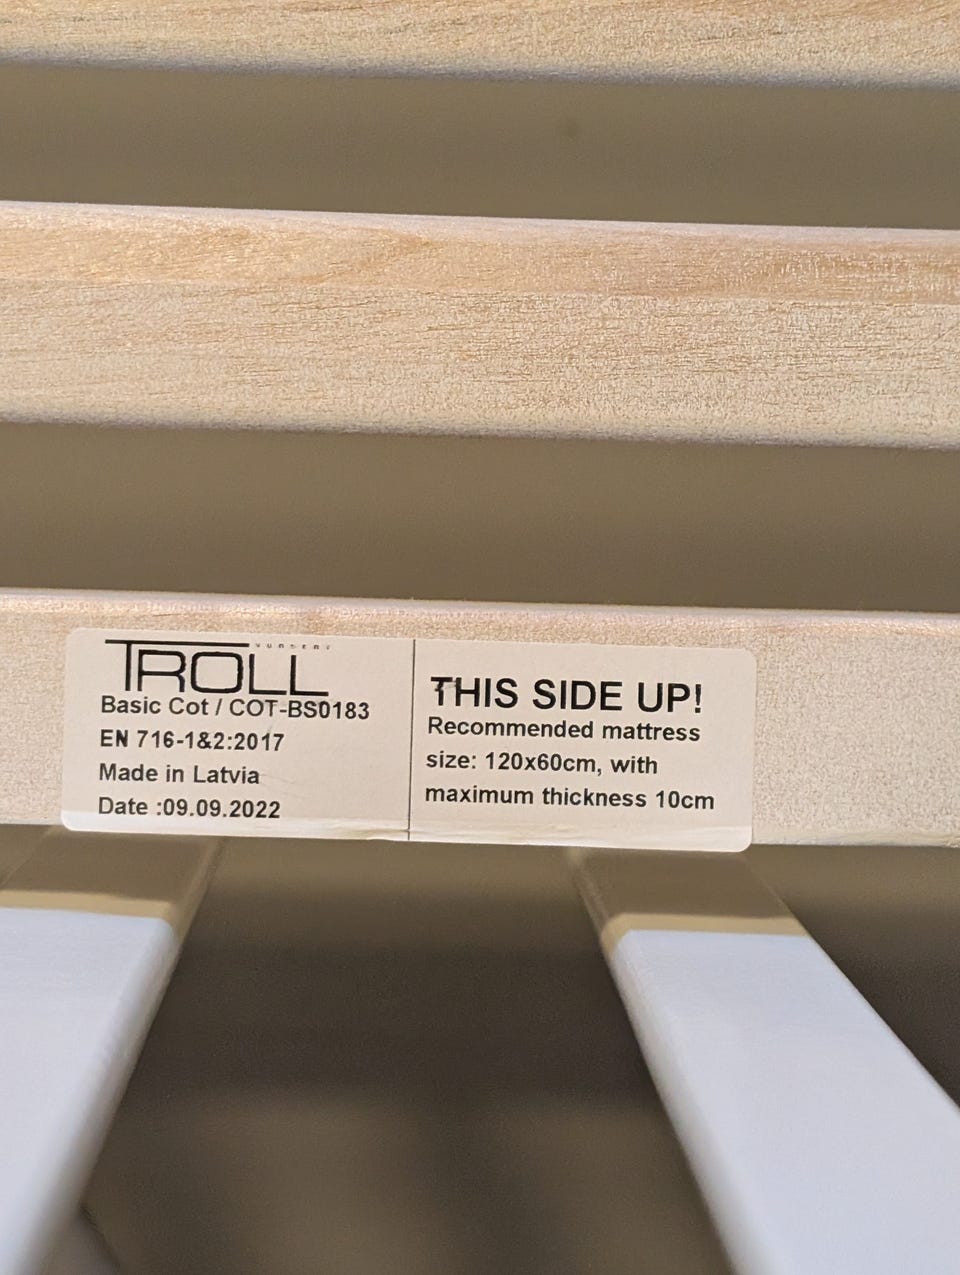 TROLL
NURSERY
Basic Cot / COT-BS0183
EN 716-1&2:2017
Made in Latvia
Date :09.09.2022
THIS SIDE UP!
Recommended mattress
size: 120x60cm, with
maximum thickness 10cm